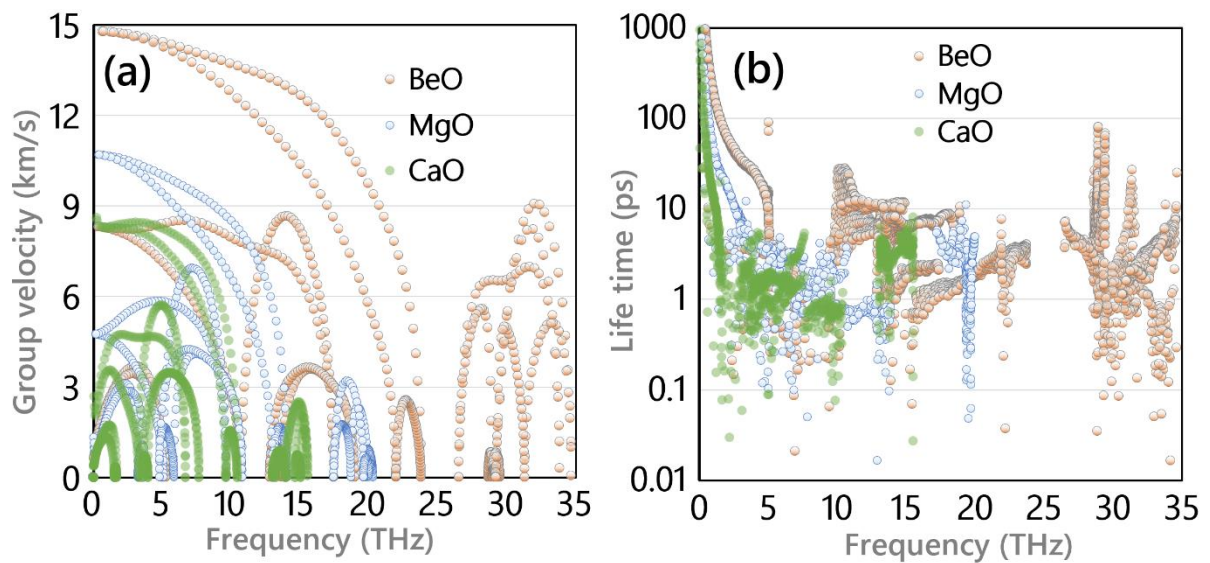 (a)
BeO
MgO
CaO
Group velocity (km/s)
15
12
9
6
3
0
0 5 10 15 20 25 30 35
Frequency (THz)
(b)
BeO
MgO
CaO
Life time (ps)
1000
100
10
1
0.1
0.01
0 5 10 15 20 25 30 35
Frequency (THz)